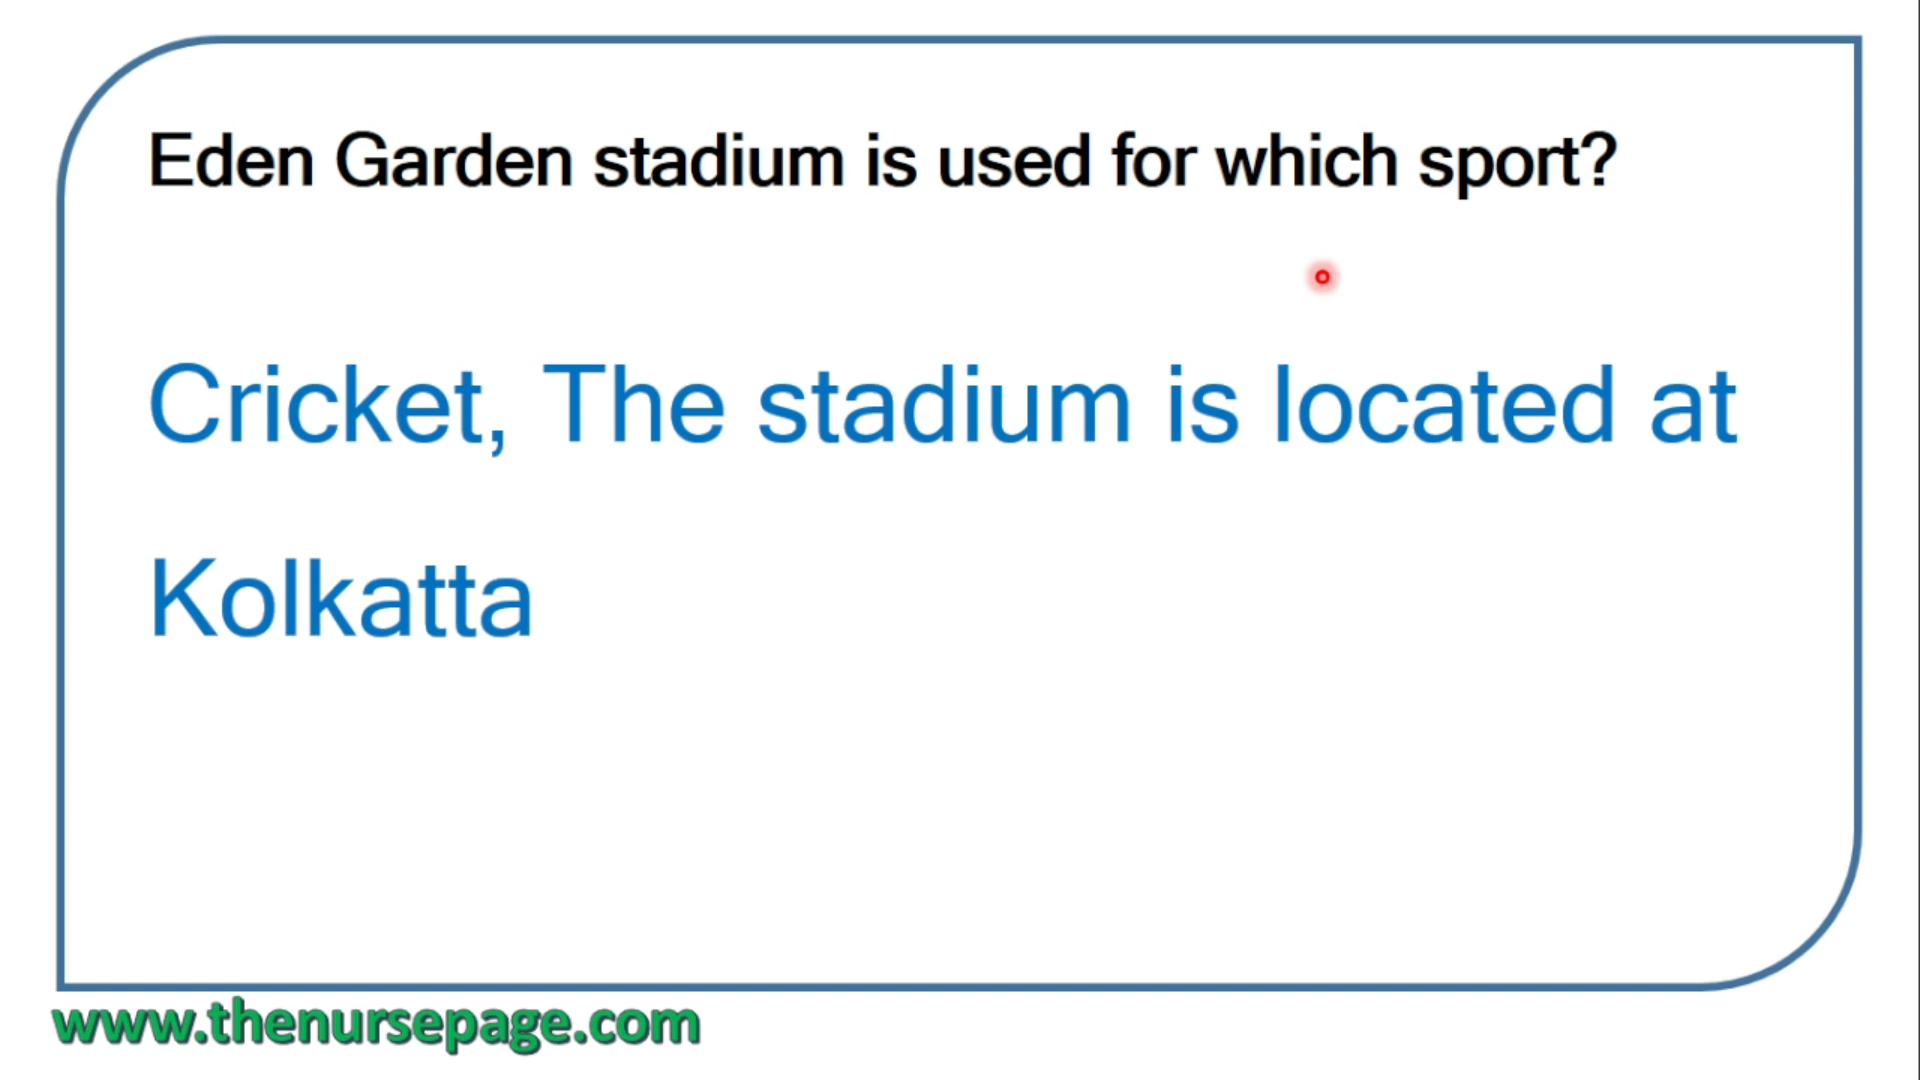 Eden Garden stadium is used for which sport?
Cricket, The stadium is located at
Kolkatta
www.thenursepage.com